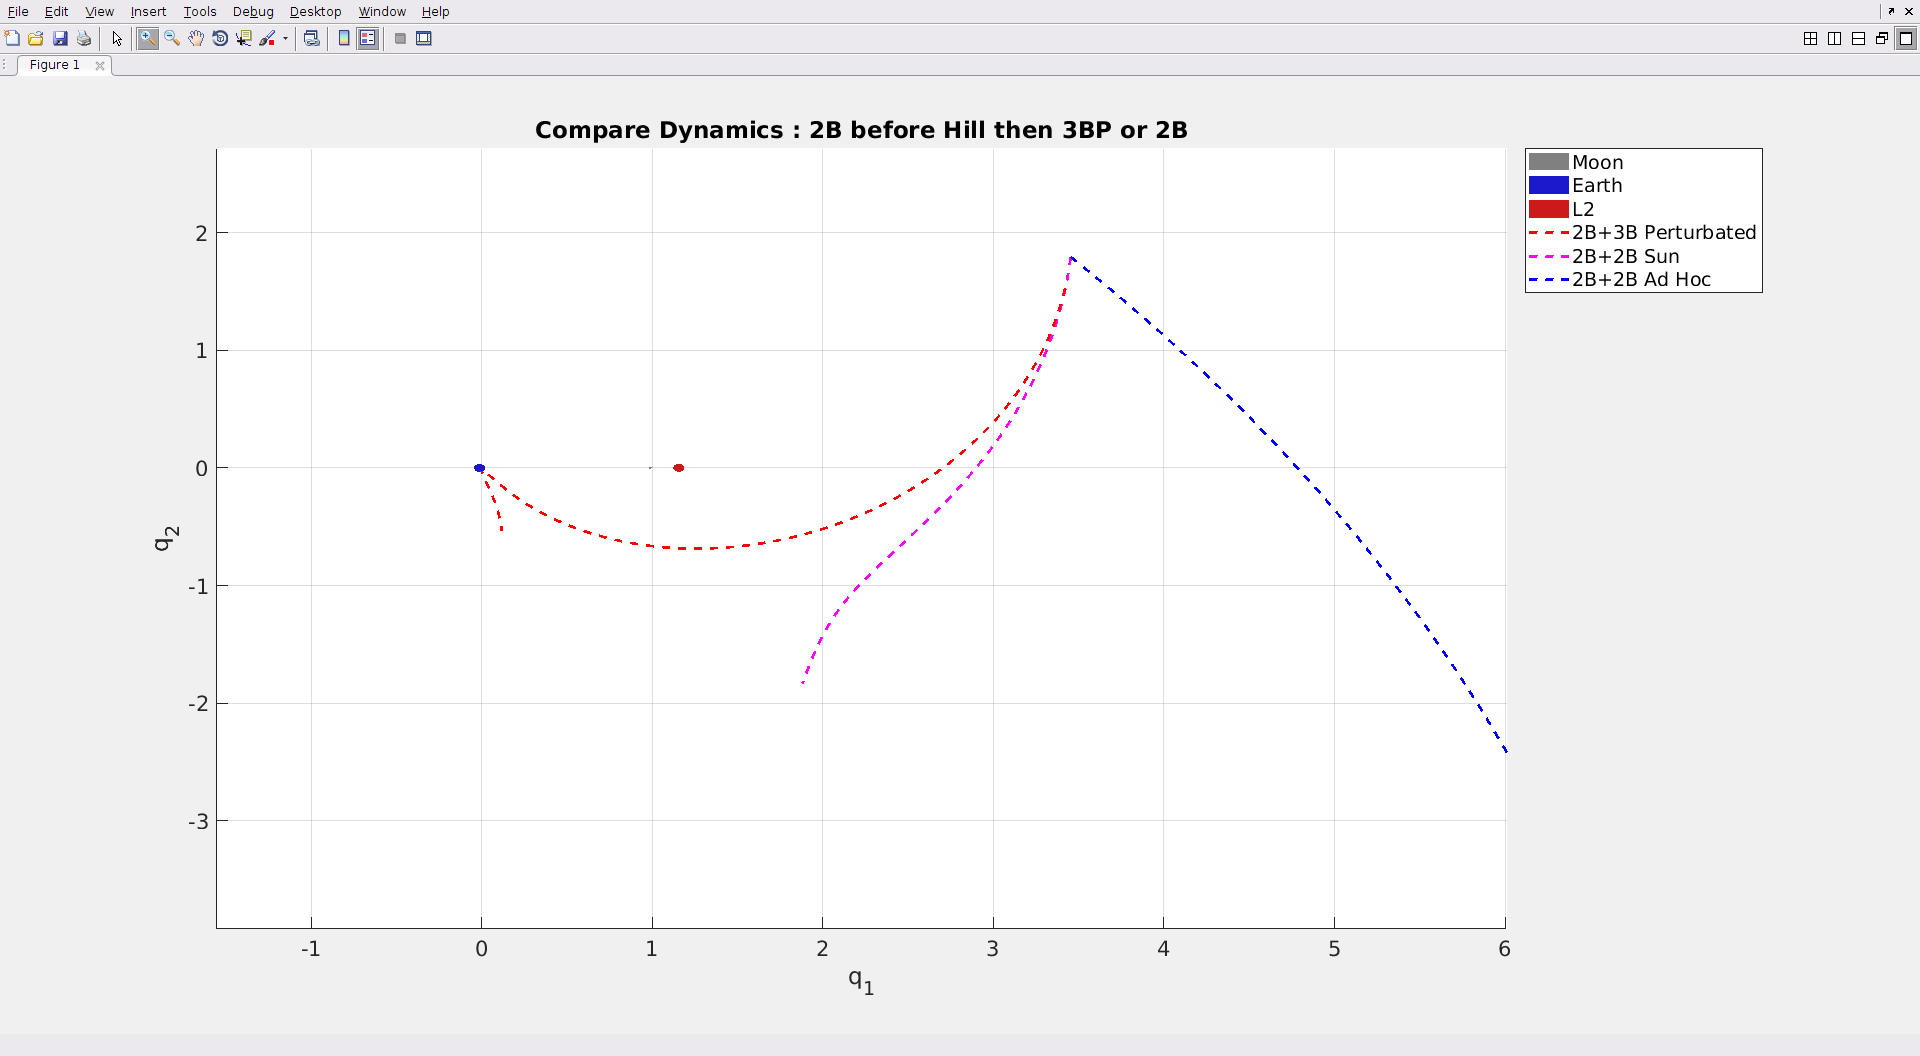 File Edit View Insert Tools Debug Desktop Window Help
Figure 1
Compare Dynamics : 2B before Hill then 3BP or 2B
Moon
Earth
L2
2B+3B Perturbated
2B+2B Sun
2B+2B Ad Hoc
2
1
0
-1
-2
-3
q2
-1 0 1 2 3 4 5 6
q1